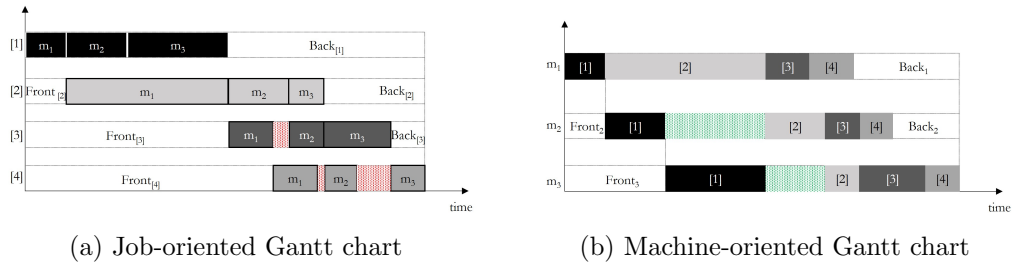 [1] m1 m2 m3 Back[1]
[2] Front[2] m1 m2 m3 Back[2]
[3] Front[3] m1 m2 m3 Back[3]
[4] Front[4] m1 m2 m3
time
(a) Job-oriented Gantt chart
m1 [1] [2] [3] [4] Back1
m2 Front2 [1] [2] [3] [4] Back2
m3 Front3 [1] [2] [3] [4]
time
(b) Machine-oriented Gantt chart